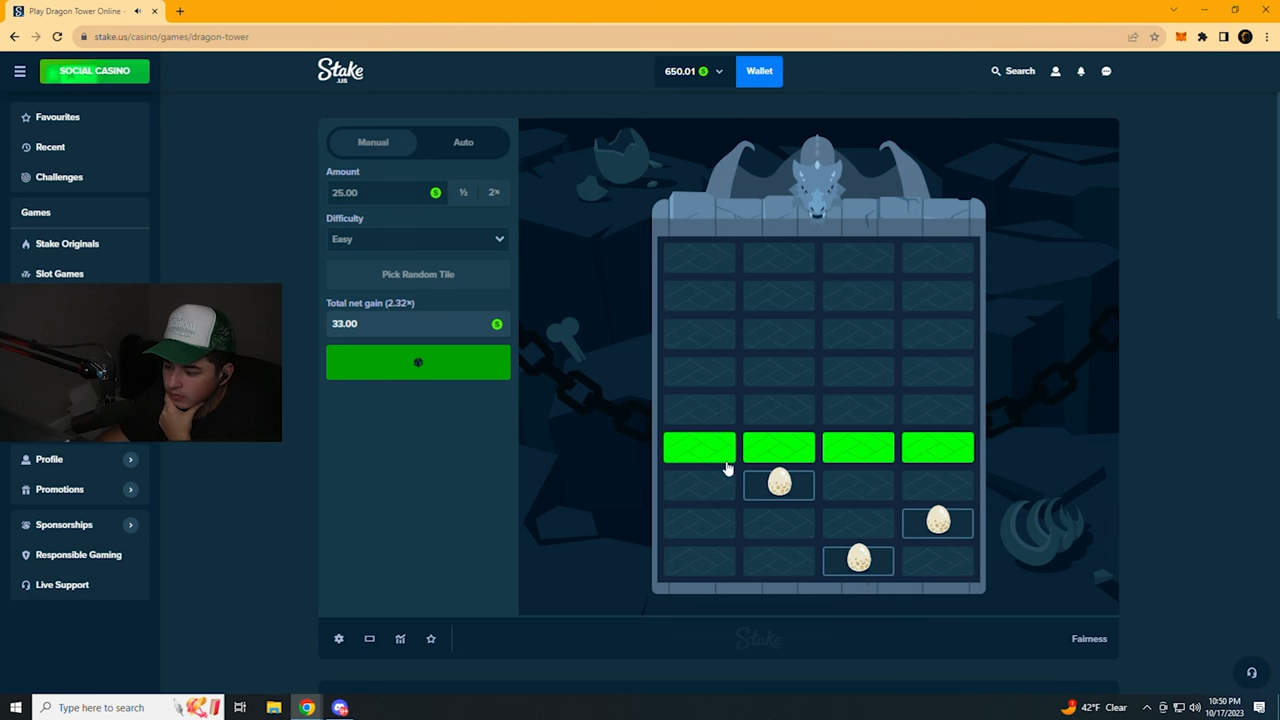 Play Dragon Tower Online -
stake.us/casino/games/dragon-tower
SOCIAL CASINO
Stake
.US
650.01
Wallet
Search
Favourites
Recent
Challenges
Games
Stake Originals
Slot Games
Profile
Promotions
Sponsorships
Responsible Gaming
Live Support
Manual
Auto
Amount
25.00
½
2×
Difficulty
Easy
Pick Random Tile
Total net gain (2.32×)
33.00
Stake
Fairness
Type here to search
42°F Clear
10:50 PM
10/17/2023